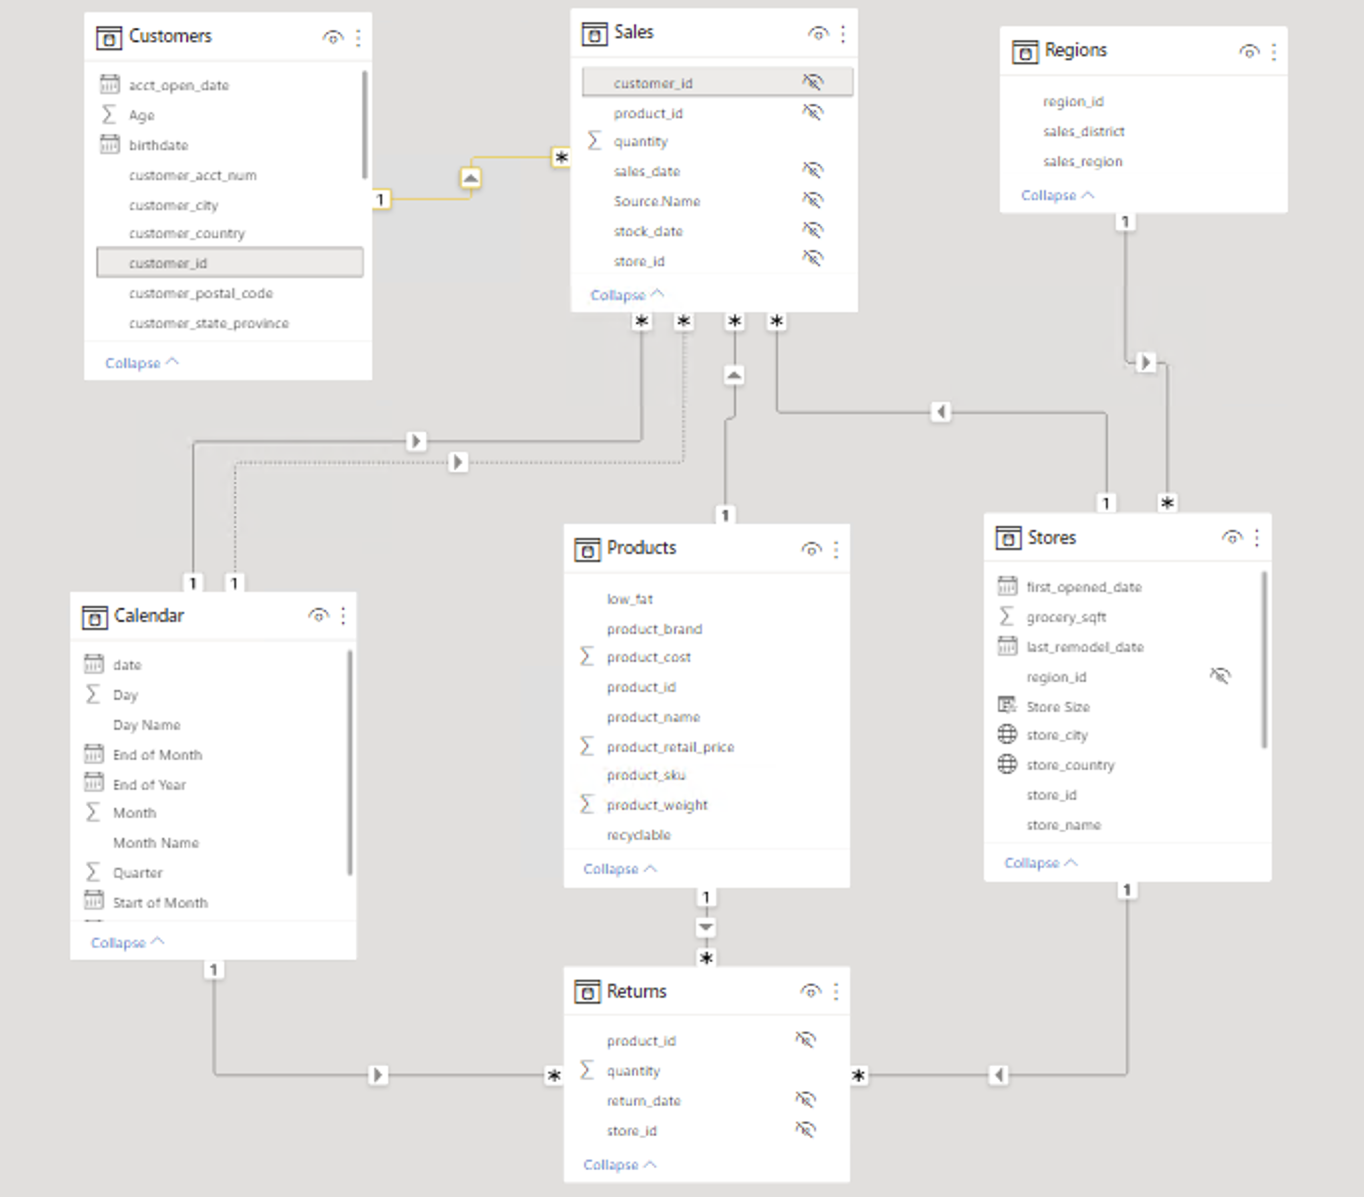 Customers
acct_open_date
Age
birthdate
customer_acct_num
customer_city
customer_country
customer_id
customer_postal_code
customer_state_province
Collapse
Sales
customer_id
product_id
quantity
sales_date
Source.Name
stock_date
store_id
Collapse
Regions
region_id
sales_district
sales_region
Collapse
1
*
1
*
*
*
*
1
*
1
1
1
Calendar
date
Day
Day Name
End of Month
End of Year
Month
Month Name
Quarter
Start of Month
Collapse
1
Products
low_fat
product_brand
product_cost
product_id
product_name
product_retail_price
product_sku
product_weight
recyclable
Collapse
1
*
Stores
first_opened_date
grocery_sqft
last_remodel_date
region_id
Store Size
store_city
store_country
store_id
store_name
Collapse
1
Returns
product_id
quantity
return_date
store_id
Collapse
*
*